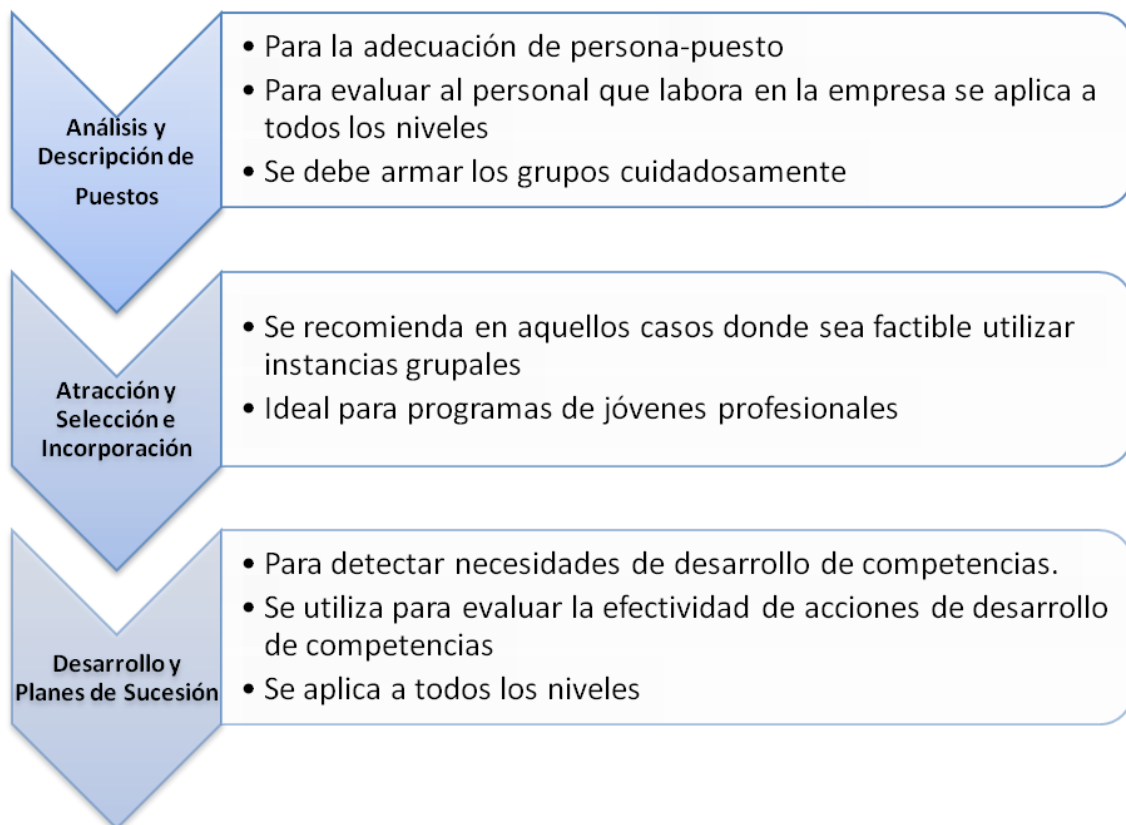 Análisis y
Descripción de
Puestos
• Para la adecuación de persona-puesto
• Para evaluar al personal que labora en la empresa se aplica a
todos los niveles
• Se debe armar los grupos cuidadosamente
Atracción y
Selección e
Incorporación
• Se recomienda en aquellos casos donde sea factible utilizar
instancias grupales
• Ideal para programas de jóvenes profesionales
Desarrollo y
Planes de Sucesión
• Para detectar necesidades de desarrollo de competencias.
• Se utiliza para evaluar la efectividad de acciones de desarrollo
de competencias
• Se aplica a todos los niveles